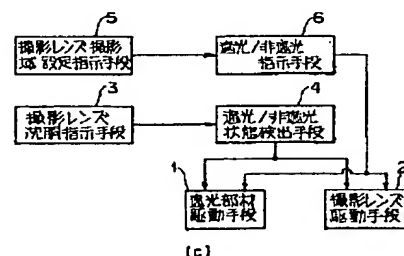 5
撮影レンズ撮影
域設定指示手段
6
遮光/非遮光
指示手段
3
撮影レンズ
沈胴指示手段
4
遮光/非遮光
状態検出手段
1
遮光部材
駆動手段
2
撮影レンズ
駆動手段
(c)